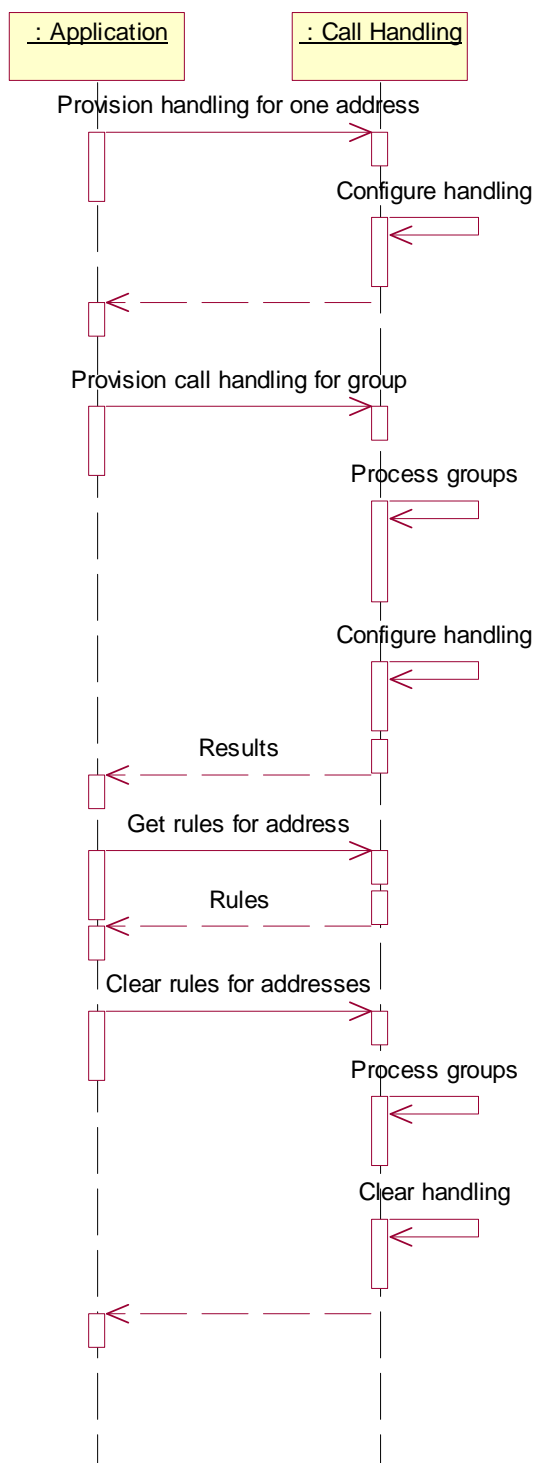 : Application
: Call Handling
Provision handling for one address
Configure handling
Provision call handling for group
Process groups
Configure handling
Results
Get rules for address
Rules
Clear rules for addresses
Process groups
Clear handling